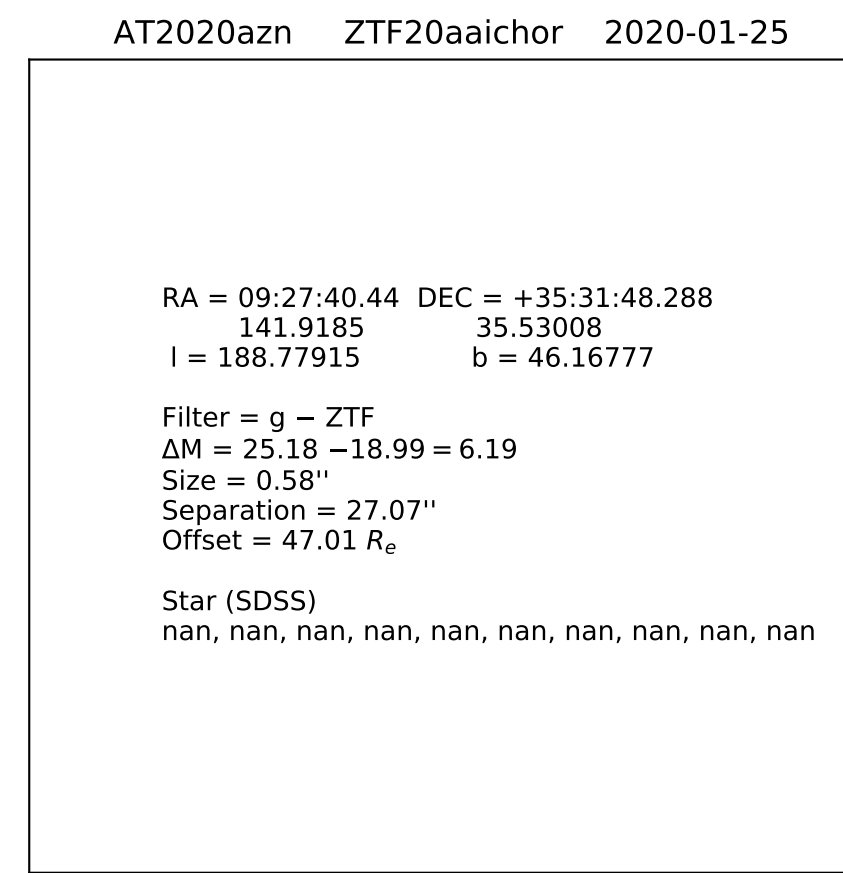 AT2020azn ZTF20aaichor 2020-01-25
RA = 09:27:40.44 DEC = +35:31:48.288
141.9185 35.53008
l = 188.77915 b = 46.16777
Filter = g − ZTF
ΔM = 25.18 −18.99 = 6.19
Size = 0.58''
Separation = 27.07''
Offset = 47.01 Rₑ
Star (SDSS)
nan, nan, nan, nan, nan, nan, nan, nan, nan, nan